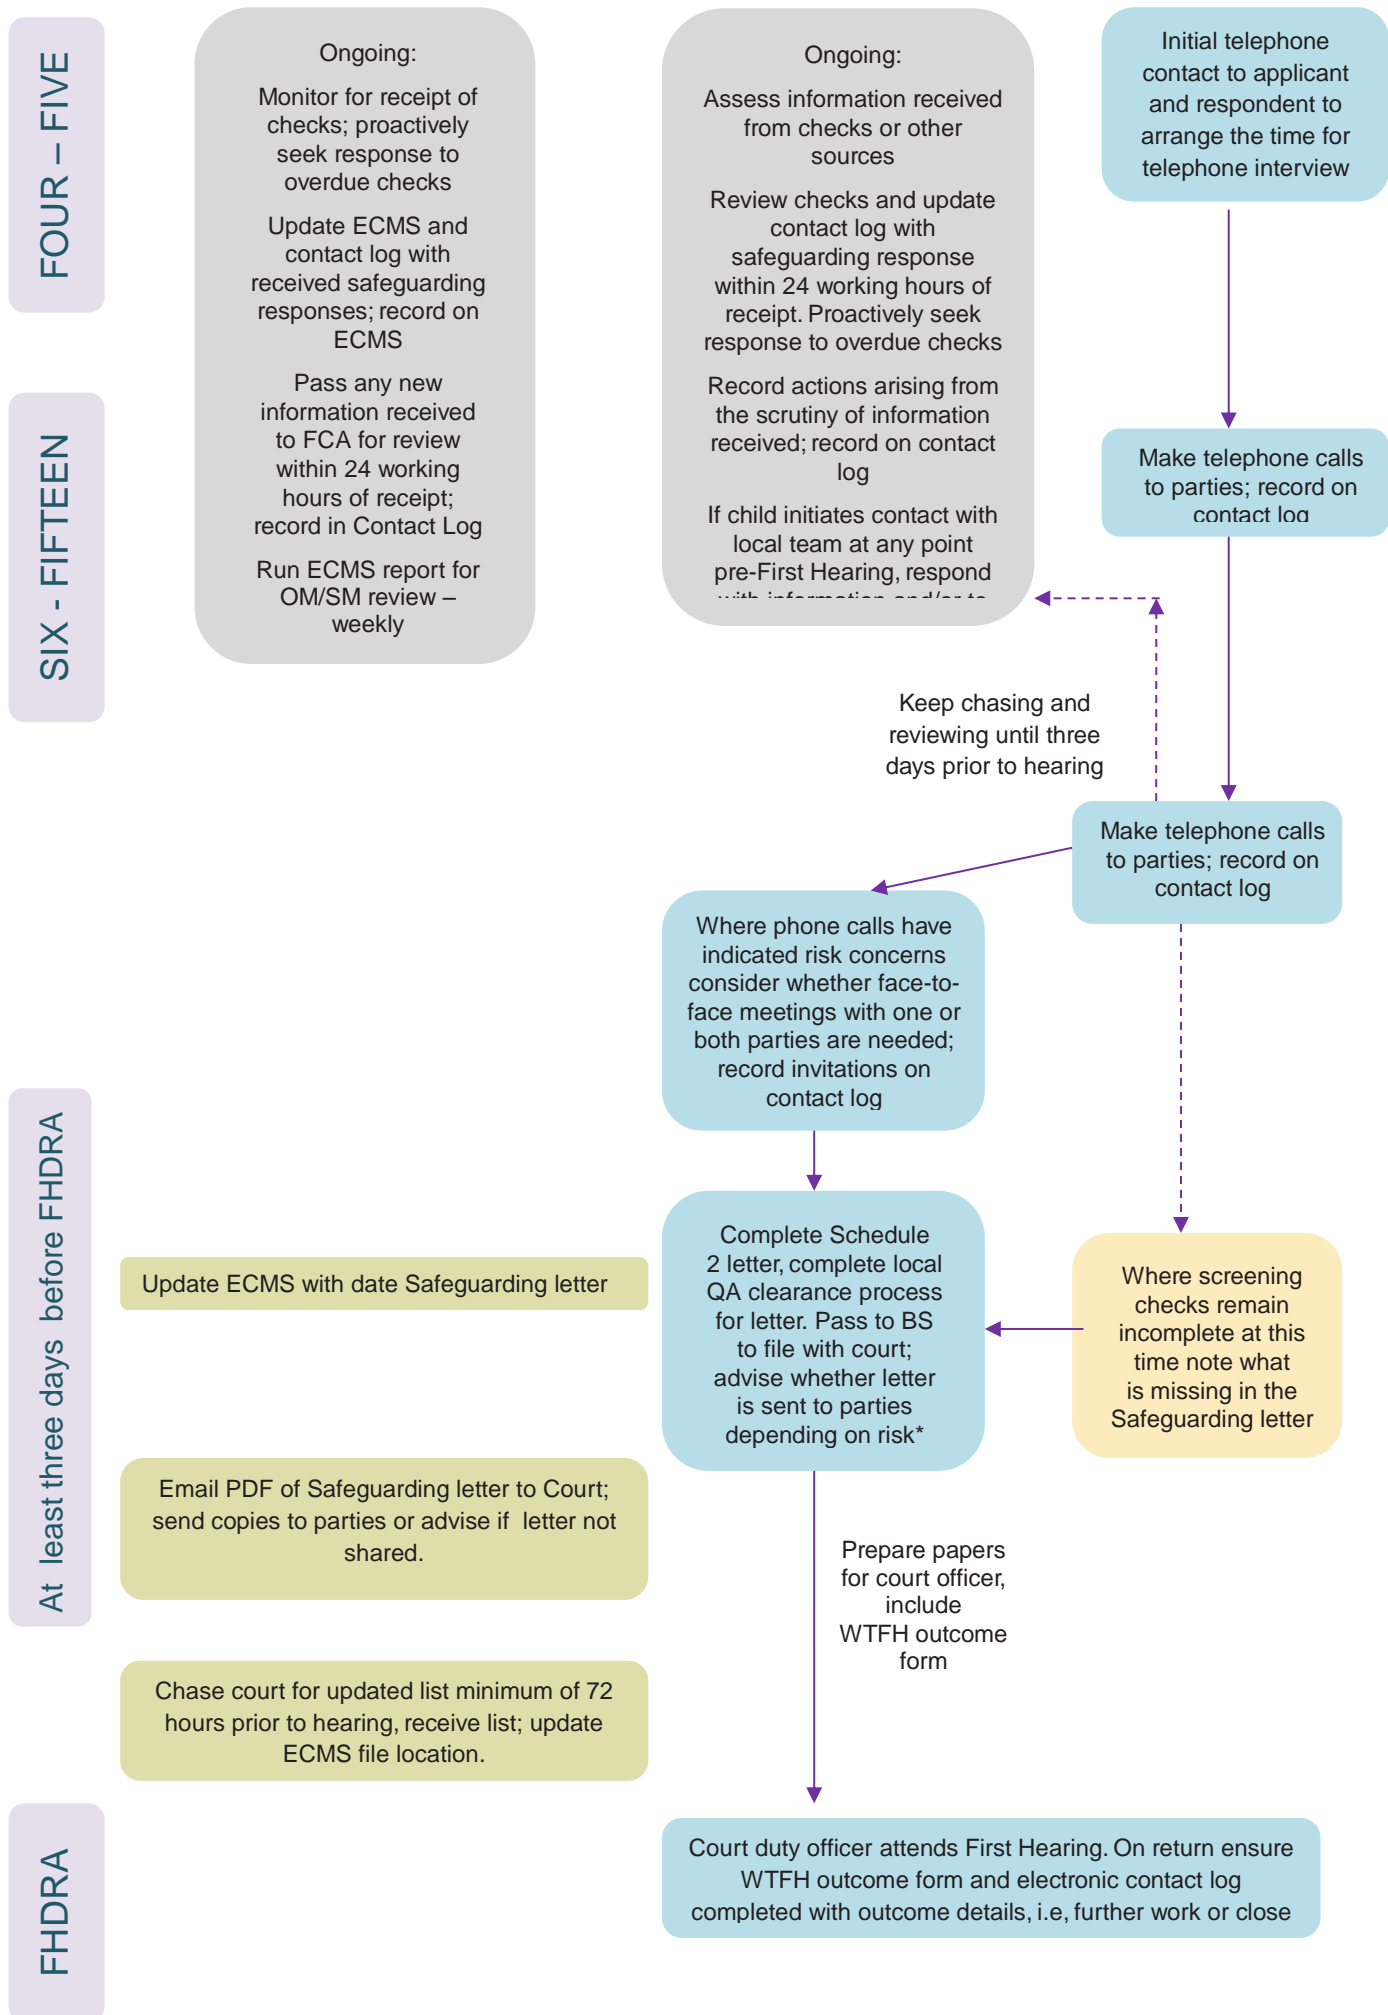 FOUR – FIVE
Ongoing:
Monitor for receipt of
checks; proactively
seek response to
overdue checks
Update ECMS and
contact log with
received safeguarding
responses; record on
ECMS
Pass any new
information received
to FCA for review
within 24 working
hours of receipt;
record in Contact Log
Run ECMS report for
OM/SM review –
weekly
Ongoing:
Assess information received
from checks or other
sources
Review checks and update
contact log with
safeguarding response
within 24 working hours of
receipt. Proactively seek
response to overdue checks
Record actions arising from
the scrutiny of information
received; record on contact
log
If child initiates contact with
local team at any point
pre-First Hearing, respond
with information and/or to
Initial telephone
contact to applicant
and respondent to
arrange the time for
telephone interview
SIX - FIFTEEN
Make telephone calls
to parties; record on
contact log
Keep chasing and
reviewing until three
days prior to hearing
Make telephone calls
to parties; record on
contact log
Where phone calls have
indicated risk concerns
consider whether face-to-
face meetings with one or
both parties are needed;
record invitations on
contact log
At least three days before FHDRA
Update ECMS with date Safeguarding letter
Complete Schedule
2 letter, complete local
QA clearance process
for letter. Pass to BS
to file with court;
advise whether letter
is sent to parties
depending on risk*
Where screening
checks remain
incomplete at this
time note what
is missing in the
Safeguarding letter
Email PDF of Safeguarding letter to Court;
send copies to parties or advise if letter not
shared.
Prepare papers
for court officer,
include
WTFH outcome
form
Chase court for updated list minimum of 72
hours prior to hearing, receive list; update
ECMS file location.
FHDRA
Court duty officer attends First Hearing. On return ensure
WTFH outcome form and electronic contact log
completed with outcome details, i.e, further work or close